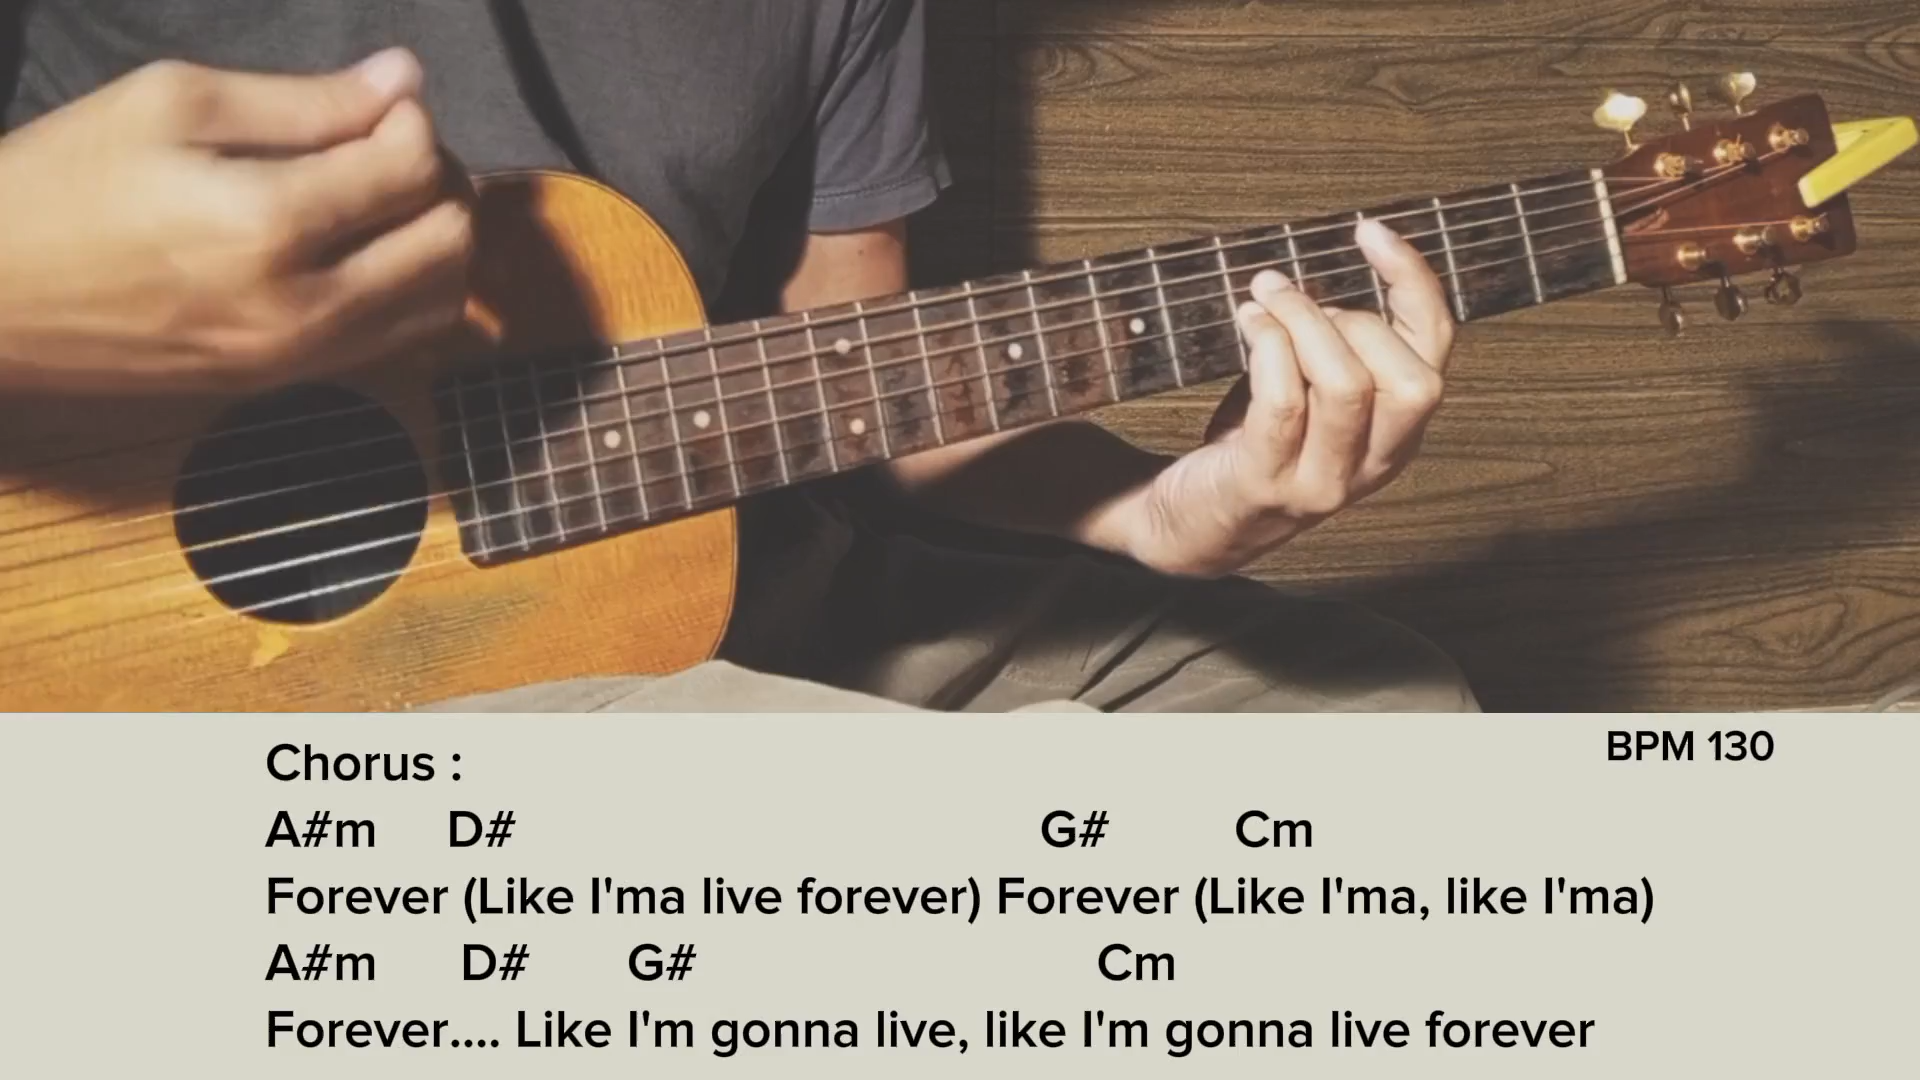 BPM 130
Chorus :
A#m D# G# Cm
Forever (Like I'ma live forever) Forever (Like I'ma, like I'ma)
A#m D# G# Cm
Forever.... Like I'm gonna live, like I'm gonna live forever